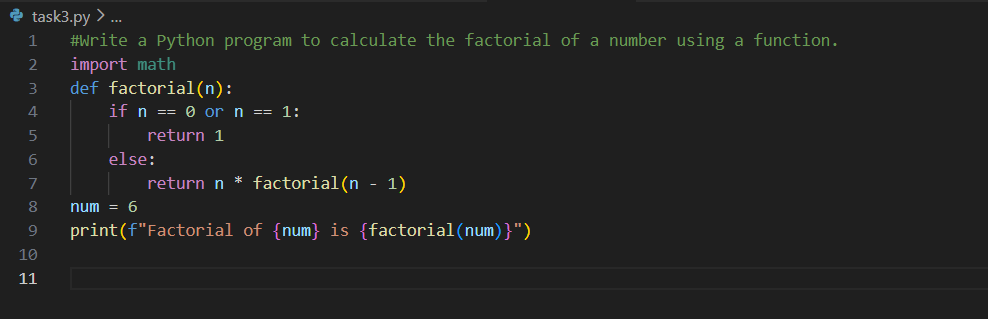 task3.py > ...
1 #Write a Python program to calculate the factorial of a number using a function.
2 import math
3 def factorial(n):
4     if n == 0 or n == 1:
5         return 1
6     else:
7         return n * factorial(n - 1)
8 num = 6
9 print(f"Factorial of {num} is {factorial(num)}")
10
11